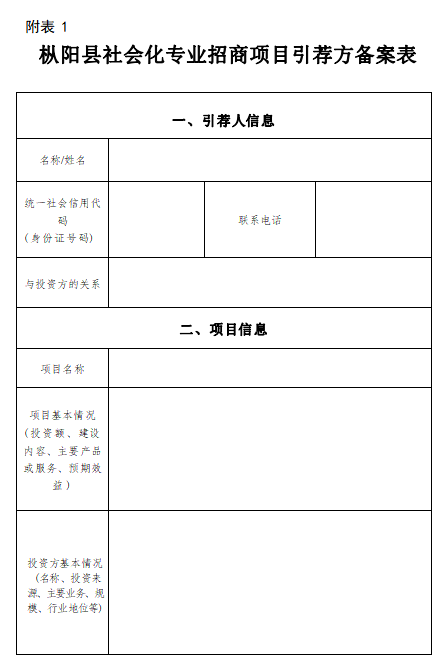 附表 1
枞阳县社会化专业招商项目引荐方备案表
一、引荐人信息
名称/姓名
统一社会信用代
码
(身份证号码)
联系电话
与投资方的关系
二、项目信息
项目名称
项目基本情况
(投资额、建设
内容、主要产品
或服务、预期效
益)
投资方基本情况
(名称、投资来
源、主要业务、规
模、行业地位等)